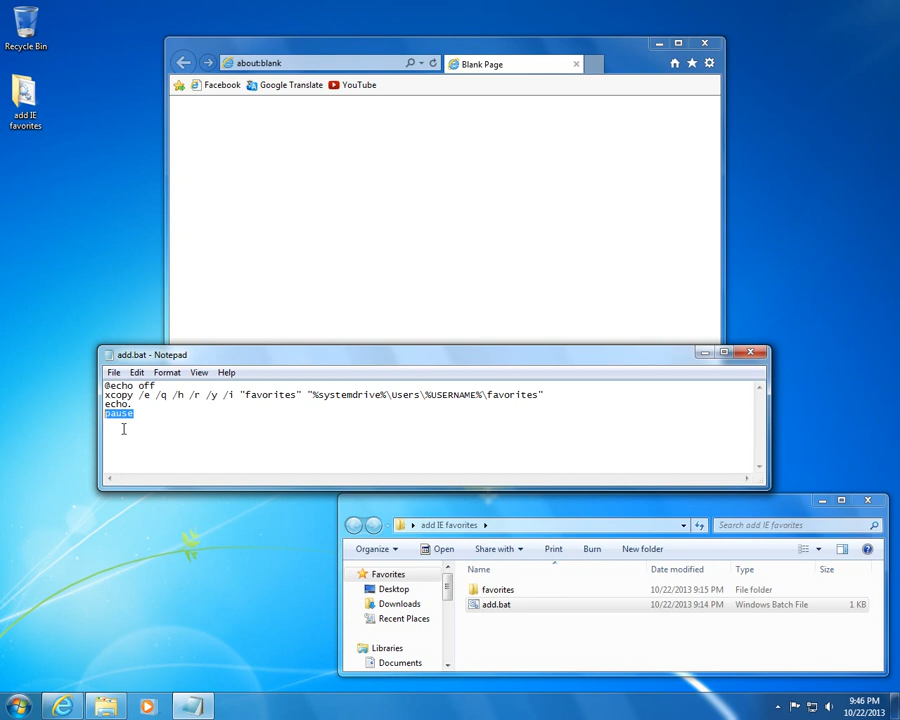 Recycle Bin
add IE
favorites
about:blank
Blank Page
Facebook Google Translate YouTube
add.bat - Notepad
File Edit Format View Help
@echo off
xcopy /e /q /h /r /y /i "favorites" "%systemdrive%\Users\%USERNAME%\favorites"
echo.
pause
add IE favorites
Search add IE favorites
Organize Open Share with Print Burn New folder
Favorites
Desktop
Downloads
Recent Places
Libraries
Documents
Name Date modified Type Size
favorites 10/22/2013 9:15 PM File folder
add.bat 10/22/2013 9:14 PM Windows Batch File 1 KB
9:46 PM
10/22/2013